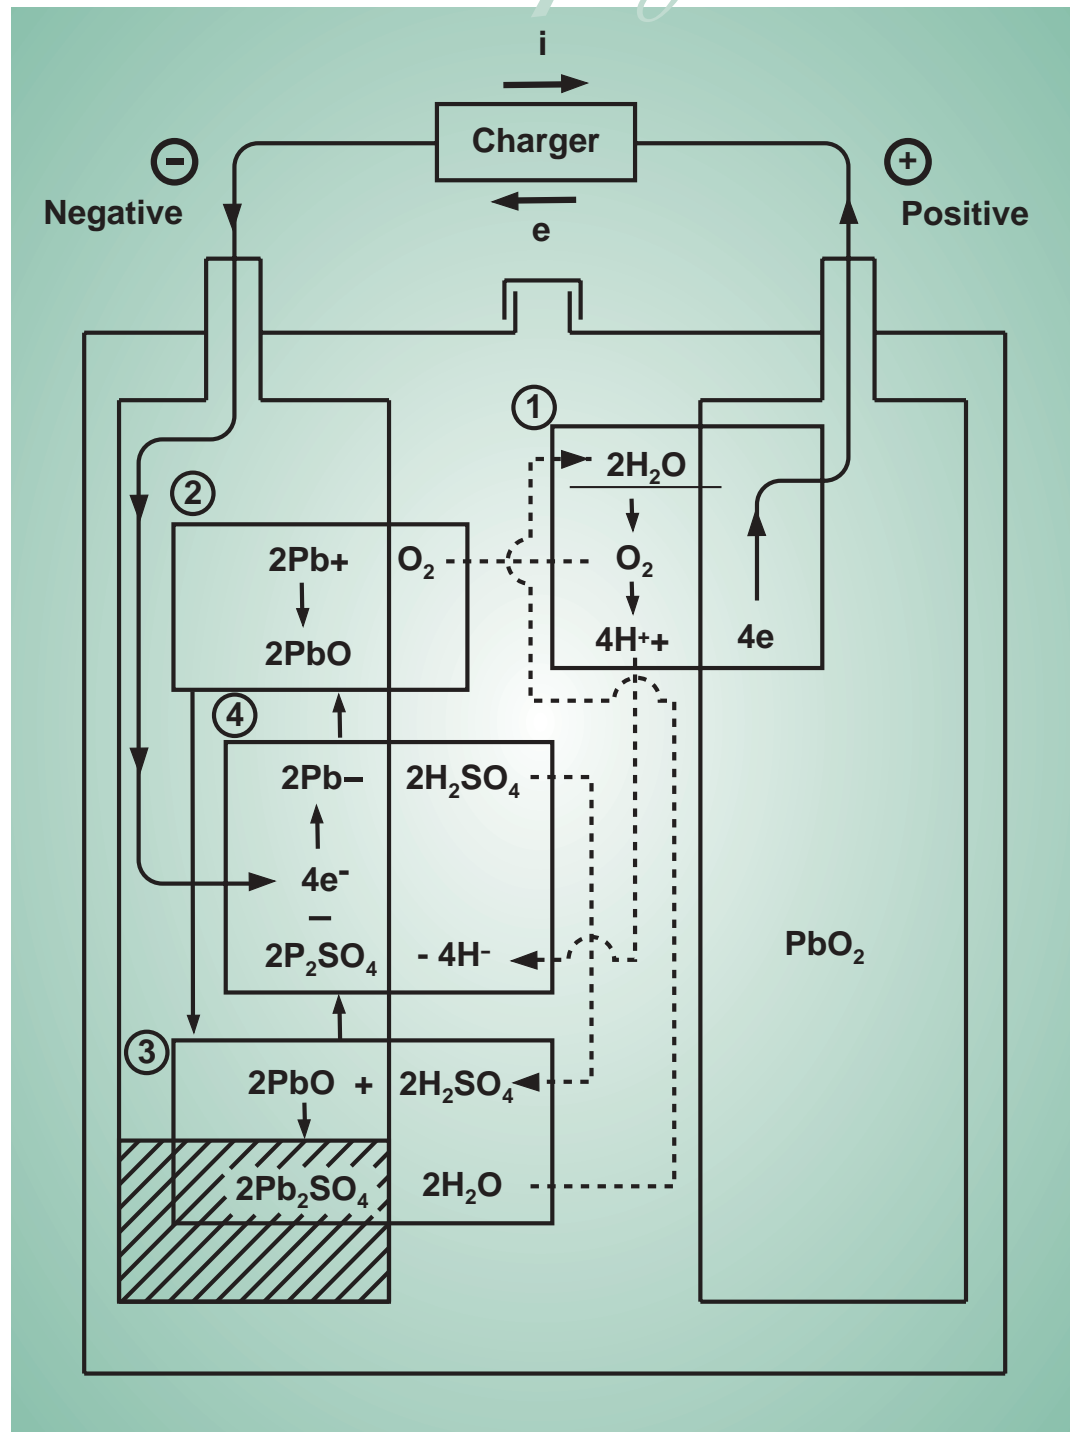 i
Charger
−
+
Negative
Positive
e
1
2H₂O
2
2Pb+ O₂
O₂
2PbO
4H⁺+ 4e
4
2Pb− 2H₂SO₄
4e⁻
−
2P₂SO₄ - 4H⁻
PbO₂
3
2PbO + 2H₂SO₄
2Pb₂SO₄ 2H₂O